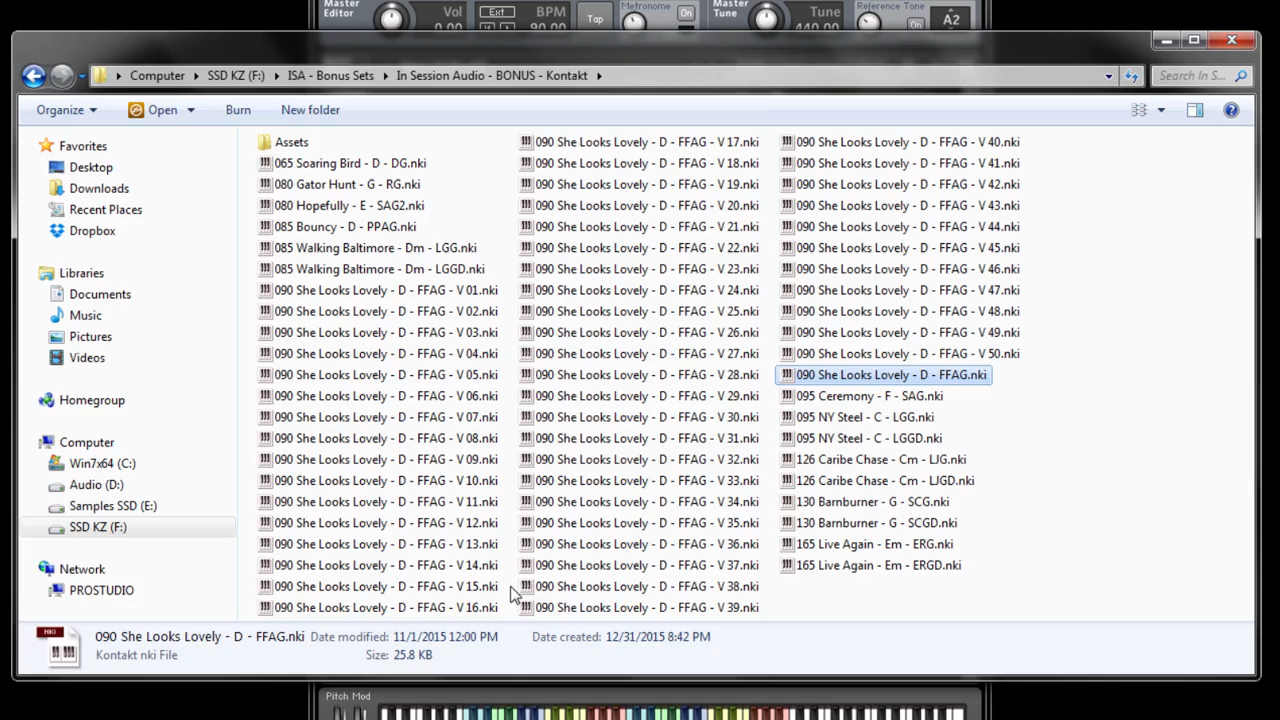 Master Editor
Vol
0.00
Ext
BPM
90.00
Tap
Metronome
On
Master Tune
Tune
440.00
Reference Tone
On
A2
Computer SSD KZ (F:) ISA - Bonus Sets In Session Audio - BONUS - Kontakt
Search In S...
Organize Open Burn New folder
Favorites
Desktop
Downloads
Recent Places
Dropbox
Libraries
Documents
Music
Pictures
Videos
Homegroup
Computer
Win7x64 (C:)
Audio (D:)
Samples SSD (E:)
SSD KZ (F:)
Network
PROSTUDIO
Assets
065 Soaring Bird - D - DG.nki
080 Gator Hunt - G - RG.nki
080 Hopefully - E - SAG2.nki
085 Bouncy - D - PPAG.nki
085 Walking Baltimore - Dm - LGG.nki
085 Walking Baltimore - Dm - LGGD.nki
090 She Looks Lovely - D - FFAG - V 01.nki
090 She Looks Lovely - D - FFAG - V 02.nki
090 She Looks Lovely - D - FFAG - V 03.nki
090 She Looks Lovely - D - FFAG - V 04.nki
090 She Looks Lovely - D - FFAG - V 05.nki
090 She Looks Lovely - D - FFAG - V 06.nki
090 She Looks Lovely - D - FFAG - V 07.nki
090 She Looks Lovely - D - FFAG - V 08.nki
090 She Looks Lovely - D - FFAG - V 09.nki
090 She Looks Lovely - D - FFAG - V 10.nki
090 She Looks Lovely - D - FFAG - V 11.nki
090 She Looks Lovely - D - FFAG - V 12.nki
090 She Looks Lovely - D - FFAG - V 13.nki
090 She Looks Lovely - D - FFAG - V 14.nki
090 She Looks Lovely - D - FFAG - V 15.nki
090 She Looks Lovely - D - FFAG - V 16.nki
090 She Looks Lovely - D - FFAG - V 17.nki
090 She Looks Lovely - D - FFAG - V 18.nki
090 She Looks Lovely - D - FFAG - V 19.nki
090 She Looks Lovely - D - FFAG - V 20.nki
090 She Looks Lovely - D - FFAG - V 21.nki
090 She Looks Lovely - D - FFAG - V 22.nki
090 She Looks Lovely - D - FFAG - V 23.nki
090 She Looks Lovely - D - FFAG - V 24.nki
090 She Looks Lovely - D - FFAG - V 25.nki
090 She Looks Lovely - D - FFAG - V 26.nki
090 She Looks Lovely - D - FFAG - V 27.nki
090 She Looks Lovely - D - FFAG - V 28.nki
090 She Looks Lovely - D - FFAG - V 29.nki
090 She Looks Lovely - D - FFAG - V 30.nki
090 She Looks Lovely - D - FFAG - V 31.nki
090 She Looks Lovely - D - FFAG - V 32.nki
090 She Looks Lovely - D - FFAG - V 33.nki
090 She Looks Lovely - D - FFAG - V 34.nki
090 She Looks Lovely - D - FFAG - V 35.nki
090 She Looks Lovely - D - FFAG - V 36.nki
090 She Looks Lovely - D - FFAG - V 37.nki
090 She Looks Lovely - D - FFAG - V 38.nki
090 She Looks Lovely - D - FFAG - V 39.nki
090 She Looks Lovely - D - FFAG - V 40.nki
090 She Looks Lovely - D - FFAG - V 41.nki
090 She Looks Lovely - D - FFAG - V 42.nki
090 She Looks Lovely - D - FFAG - V 43.nki
090 She Looks Lovely - D - FFAG - V 44.nki
090 She Looks Lovely - D - FFAG - V 45.nki
090 She Looks Lovely - D - FFAG - V 46.nki
090 She Looks Lovely - D - FFAG - V 47.nki
090 She Looks Lovely - D - FFAG - V 48.nki
090 She Looks Lovely - D - FFAG - V 49.nki
090 She Looks Lovely - D - FFAG - V 50.nki
090 She Looks Lovely - D - FFAG.nki
095 Ceremony - F - SAG.nki
095 NY Steel - C - LGG.nki
095 NY Steel - C - LGGD.nki
126 Caribe Chase - Cm - LJG.nki
126 Caribe Chase - Cm - LJGD.nki
130 Barnburner - G - SCG.nki
130 Barnburner - G - SCGD.nki
165 Live Again - Em - ERG.nki
165 Live Again - Em - ERGD.nki
NKI
090 She Looks Lovely - D - FFAG.nki Date modified: 11/1/2015 12:00 PM Date created: 12/31/2015 8:42 PM
Kontakt nki File Size: 25.8 KB
Pitch Mod